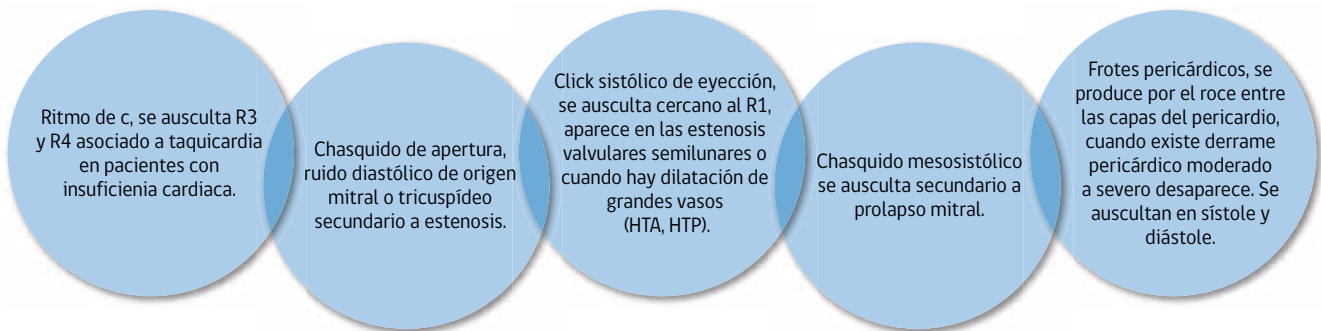 Ritmo de c, se ausculta R3
y R4 asociado a taquicardia
en pacientes con
insuficienia cardiaca.
Chasquido de apertura,
ruido diastólico de origen
mitral o tricuspídeo
secundario a estenosis.
Click sistólico de eyección,
se ausculta cercano al R1,
aparece en las estenosis
valvulares semilunares o
cuando hay dilatación de
grandes vasos
(HTA, HTP).
Chasquido mesosistólico
se ausculta secundario a
prolapso mitral.
Frotes pericárdicos, se
produce por el roce entre
las capas del pericardio,
cuando existe derrame
pericárdico moderado
a severo desaparece. Se
auscultan en sístole y
diástole.